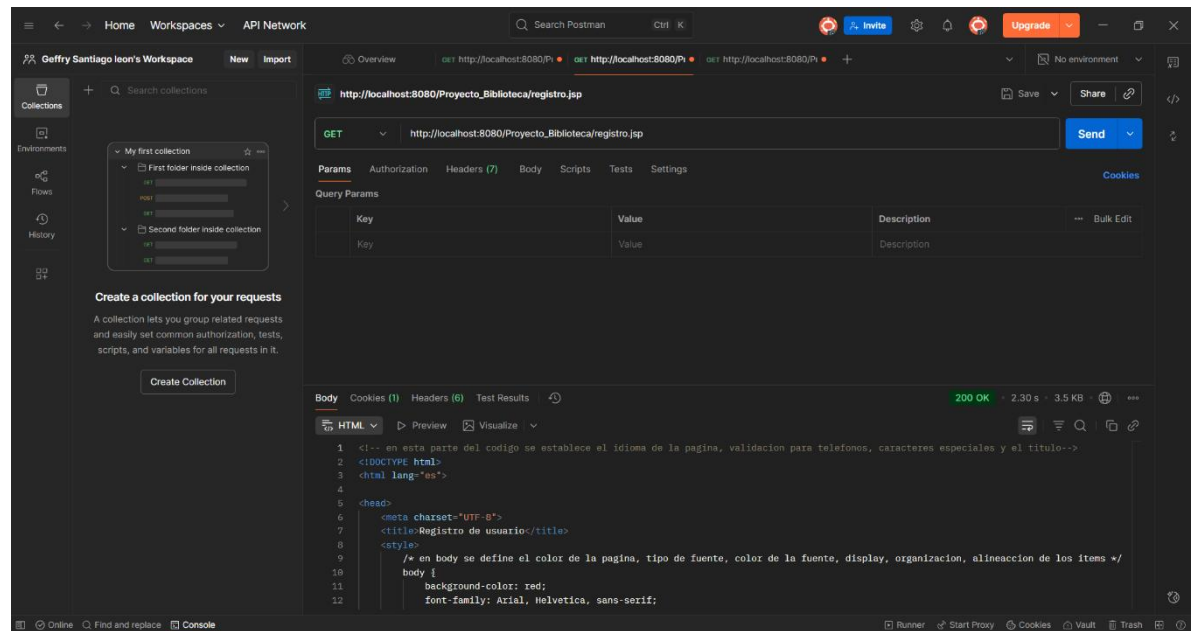 Home Workspaces API Network Search Postman Ctrl K Invite Upgrade
Geffry Santiago leon's Workspace New Import Overview GET http://localhost:8080/Pi GET http://localhost:8080/Pi GET http://localhost:8080/Pi No environment
Collections
Environments
Flows
History
Search collections
My first collection
First folder inside collection
GET
POST
GET
Second folder inside collection
GET
GET
Create a collection for your requests
A collection lets you group related requests
and easily set common authorization, tests,
scripts, and variables for all requests in it.
Create Collection
HTTP http://localhost:8080/Proyecto_Biblioteca/registro.jsp Save Share
GET http://localhost:8080/Proyecto_Biblioteca/registro.jsp Send
Params Authorization Headers (7) Body Scripts Tests Settings Cookies
Query Params
Key Value Description Bulk Edit
Key Value Description
Body Cookies (1) Headers (6) Test Results 200 OK 2.30 s 3.5 KB
HTML Preview Visualize
1 <!-- en esta parte del codigo se establece el idioma de la pagina, validacion para telefonos, caracteres especiales y el titulo-->
2 <!DOCTYPE html>
3 <html lang="es">
4
5 <head>
6 <meta charset="UTF-8">
7 <title>Registro de usuario</title>
8 <style>
9 /* en body se define el color de la pagina, tipo de fuente, color de la fuente, display, organizacion, alineaccion de los items */
10 body {
11 background-color: red;
12 font-family: Arial, Helvetica, sans-serif;
Online Find and replace Console Runner Start Proxy Cookies Vault Trash